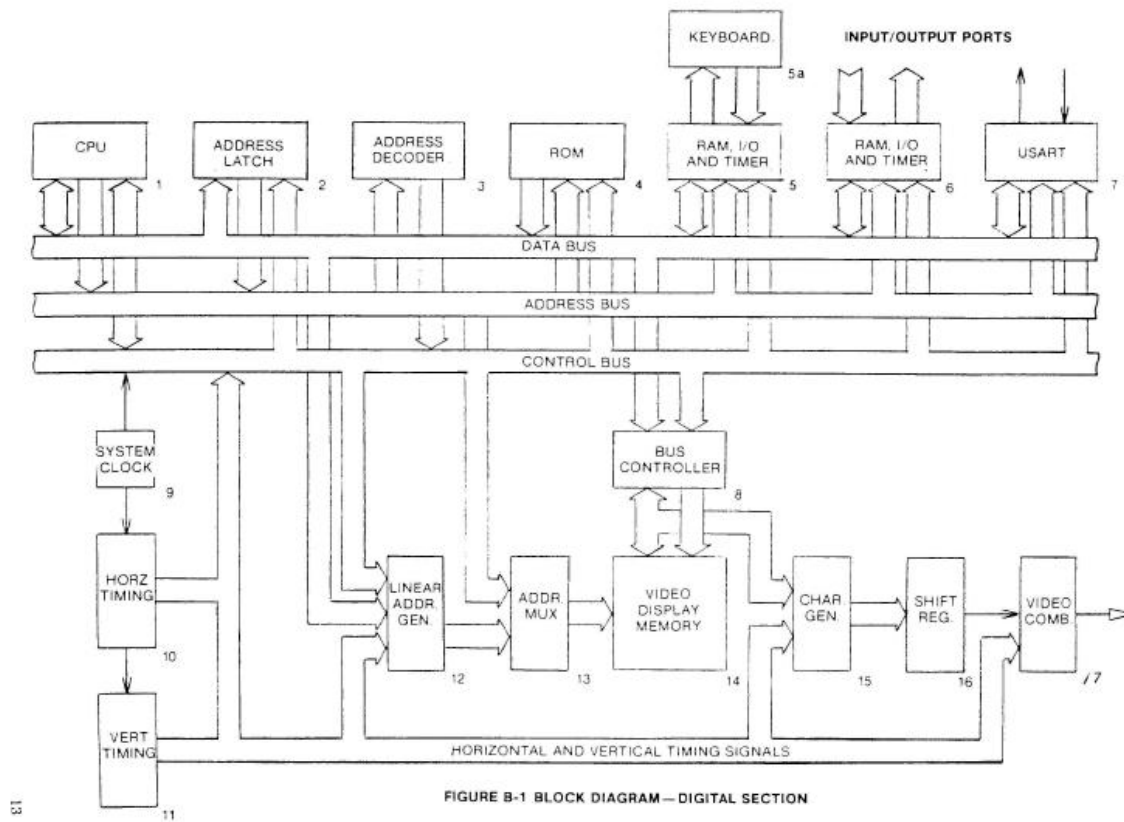 KEYBOARD.
5a
INPUT/OUTPUT PORTS
CPU
1
ADDRESS
LATCH
2
ADDRESS
DECODER
3
ROM
4
RAM, I/O
AND TIMER
5
RAM, I/O
AND TIMER
6
USART
7
DATA BUS
ADDRESS BUS
CONTROL BUS
SYSTEM
CLOCK
9
BUS
CONTROLLER
8
HORZ
TIMING
10
LINEAR
ADDR.
GEN.
12
ADDR.
MUX
13
VIDEO
DISPLAY
MEMORY
14
CHAR
GEN.
15
SHIFT
REG.
16
VIDEO
COMB.
17
VERT
TIMING
11
HORIZONTAL AND VERTICAL TIMING SIGNALS
FIGURE B-1 BLOCK DIAGRAM—DIGITAL SECTION
13